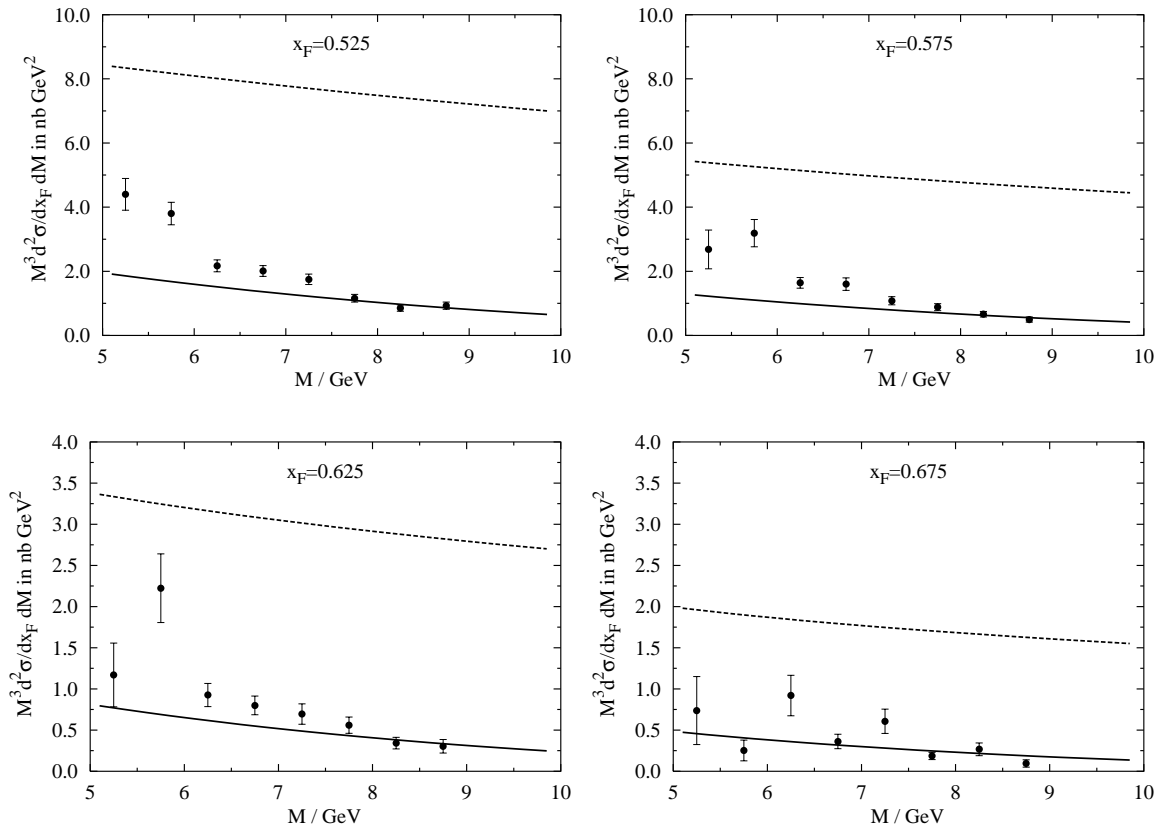 x_F=0.525
M^3d^2σ/dx_F dM in nb GeV^2
10.0
8.0
6.0
4.0
2.0
0.0
5 6 7 8 9 10
M / GeV
x_F=0.575
M^3d^2σ/dx_F dM in nb GeV^2
10.0
8.0
6.0
4.0
2.0
0.0
5 6 7 8 9 10
M / GeV
x_F=0.625
M^3d^2σ/dx_F dM in nb GeV^2
4.0
3.5
3.0
2.5
2.0
1.5
1.0
0.5
0.0
5 6 7 8 9 10
M / GeV
x_F=0.675
M^3d^2σ/dx_F dM in nb GeV^2
4.0
3.5
3.0
2.5
2.0
1.5
1.0
0.5
0.0
5 6 7 8 9 10
M / GeV